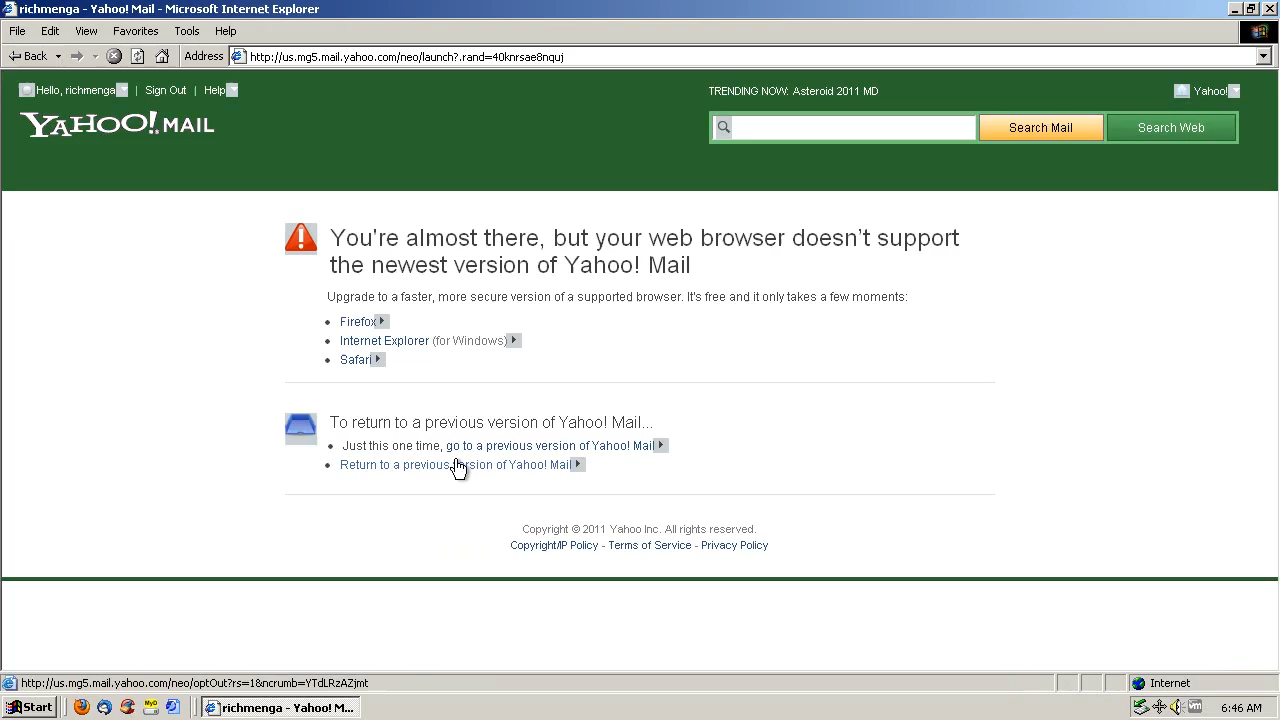 richmenga - Yahoo! Mail - Microsoft Internet Explorer
File Edit View Favorites Tools Help
Back Address http://us.mg5.mail.yahoo.com/neo/launch?.rand=40knrsae8nquj
Hello, richmenga | Sign Out | Help TRENDING NOW: Asteroid 2011 MD Yahoo!
YAHOO! MAIL Search Mail Search Web
You're almost there, but your web browser doesn’t support
the newest version of Yahoo! Mail
Upgrade to a faster, more secure version of a supported browser. It's free and it only takes a few moments:
• Firefox
• Internet Explorer (for Windows)
• Safari
To return to a previous version of Yahoo! Mail...
• Just this one time, go to a previous version of Yahoo! Mail
• Return to a previous version of Yahoo! Mail
Copyright © 2011 Yahoo Inc. All rights reserved.
Copyright/IP Policy - Terms of Service - Privacy Policy
http://us.mg5.mail.yahoo.com/neo/optOut?rs=1&ncrumb=YTdLRzAZjmt Internet
Start MyD richmenga - Yahoo! M... vm 6:46 AM